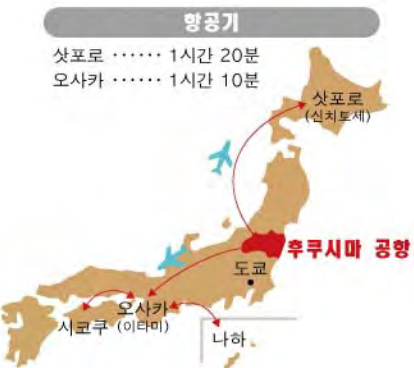 항공기
삿포로 ······ 1시간 20분
오사카 ······ 1시간 10분
삿포로
(신치토세)
후쿠시마 공항
도쿄
오사카
시코쿠 (이타미)
나하